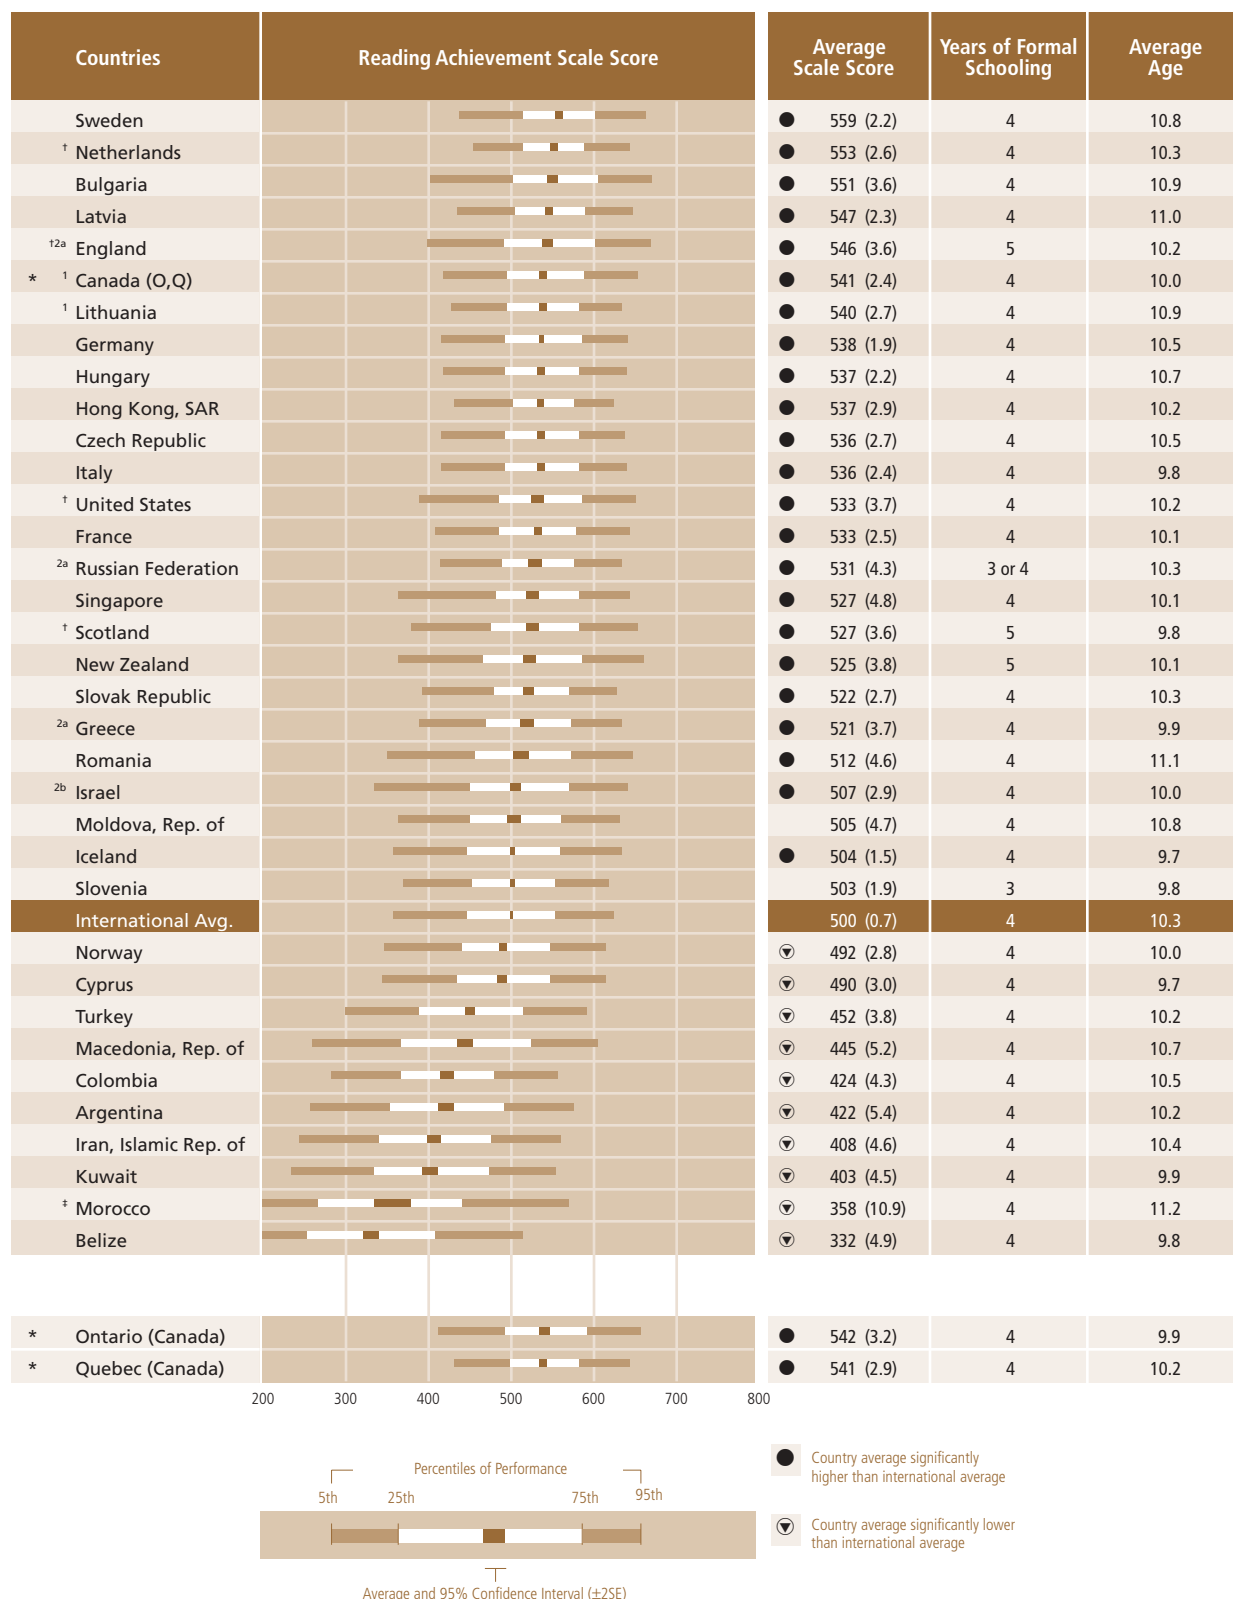 Countries Reading Achievement Scale Score Average Scale Score Years of Formal Schooling Average Age
Sweden ● 559 (2.2) 4 10.8
† Netherlands ● 553 (2.6) 4 10.3
Bulgaria ● 551 (3.6) 4 10.9
Latvia ● 547 (2.3) 4 11.0
†2a England ● 546 (3.6) 5 10.2
* 1 Canada (O,Q) ● 541 (2.4) 4 10.0
1 Lithuania ● 540 (2.7) 4 10.9
Germany ● 538 (1.9) 4 10.5
Hungary ● 537 (2.2) 4 10.7
Hong Kong, SAR ● 537 (2.9) 4 10.2
Czech Republic ● 536 (2.7) 4 10.5
Italy ● 536 (2.4) 4 9.8
† United States ● 533 (3.7) 4 10.2
France ● 533 (2.5) 4 10.1
2a Russian Federation ● 531 (4.3) 3 or 4 10.3
Singapore ● 527 (4.8) 4 10.1
† Scotland ● 527 (3.6) 5 9.8
New Zealand ● 525 (3.8) 5 10.1
Slovak Republic ● 522 (2.7) 4 10.3
2a Greece ● 521 (3.7) 4 9.9
Romania ● 512 (4.6) 4 11.1
2b Israel ● 507 (2.9) 4 10.0
Moldova, Rep. of 505 (4.7) 4 10.8
Iceland ● 504 (1.5) 4 9.7
Slovenia 503 (1.9) 3 9.8
International Avg. 500 (0.7) 4 10.3
Norway 492 (2.8) 4 10.0
Cyprus 490 (3.0) 4 9.7
Turkey 452 (3.8) 4 10.2
Macedonia, Rep. of 445 (5.2) 4 10.7
Colombia 424 (4.3) 4 10.5
Argentina 422 (5.4) 4 10.2
Iran, Islamic Rep. of 408 (4.6) 4 10.4
Kuwait 403 (4.5) 4 9.9
‡ Morocco 358 (10.9) 4 11.2
Belize 332 (4.9) 4 9.8
* Ontario (Canada) ● 542 (3.2) 4 9.9
* Quebec (Canada) ● 541 (2.9) 4 10.2
200 300 400 500 600 700 800
Percentiles of Performance
5th 25th 75th 95th
Average and 95% Confidence Interval (±2SE)
● Country average significantly
higher than international average
Country average significantly lower
than international average